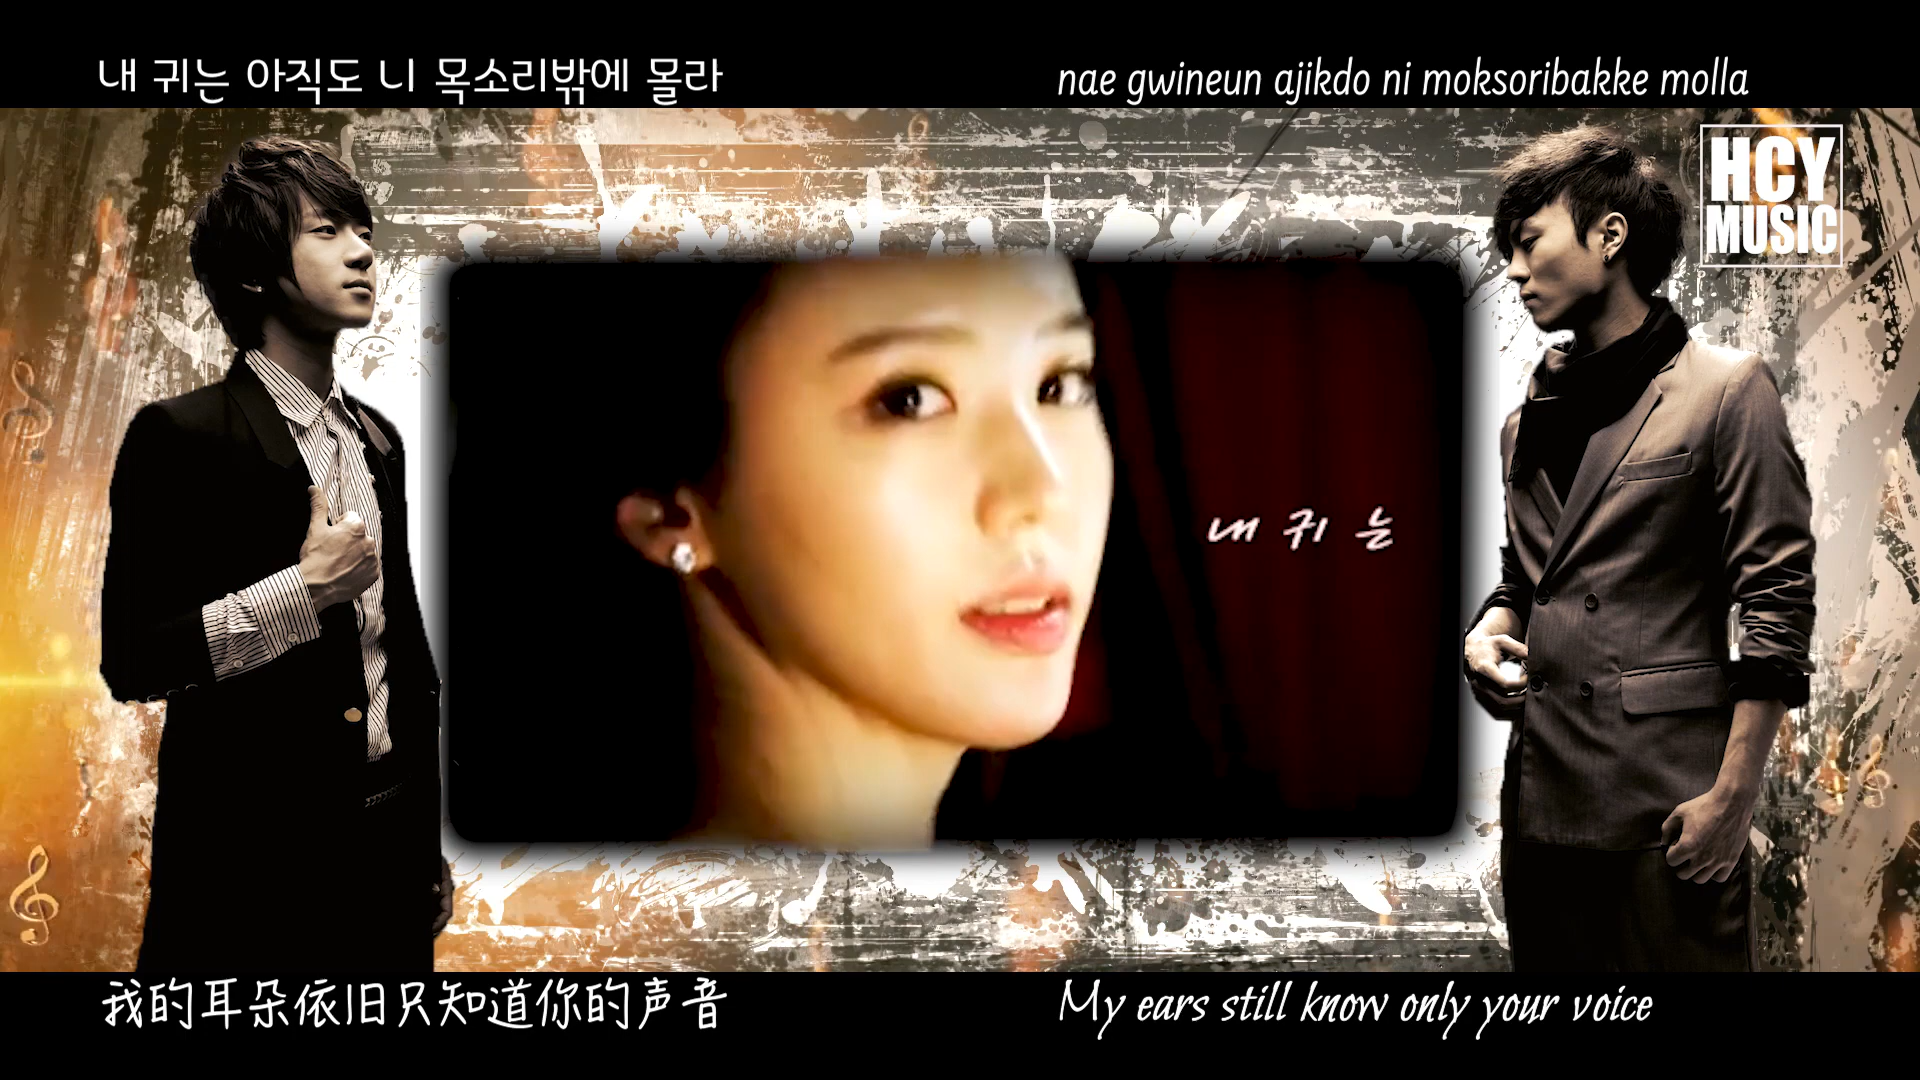 내 귀는 아직도 니 목소리밖에 몰라
nae gwineun ajikdo ni moksoribakke molla
HCY
MUSIC
내 귀 는
我的耳朵依旧只知道你的声音
My ears still know only your voice